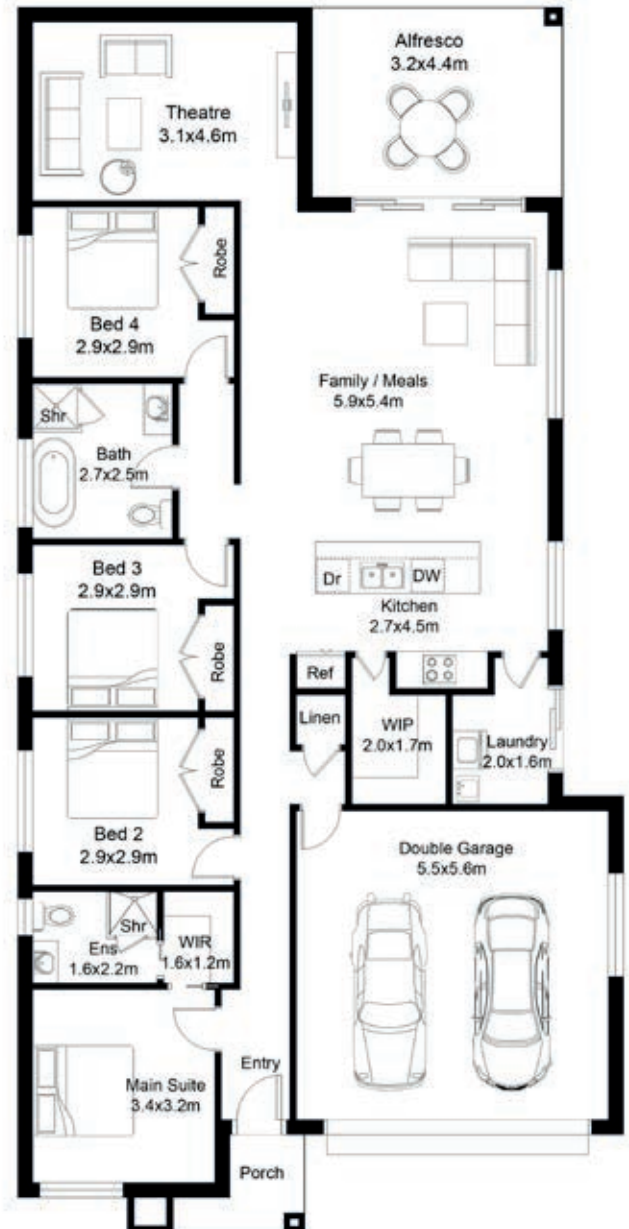 Alfresco
3.2x4.4m
Theatre
3.1x4.6m
Robe
Bed 4
2.9x2.9m
Family / Meals
5.9x5.4m
Shr
Bath
2.7x2.5m
Bed 3
2.9x2.9m
Dr
DW
Kitchen
2.7x4.5m
Robe
Ref
Linen
WIP
2.0x1.7m
Laundry
2.0x1.6m
Robe
Bed 2
2.9x2.9m
Double Garage
5.5x5.6m
Shr
Ens
1.6x2.2m
WIR
1.6x1.2m
Entry
Main Suite
3.4x3.2m
Porch